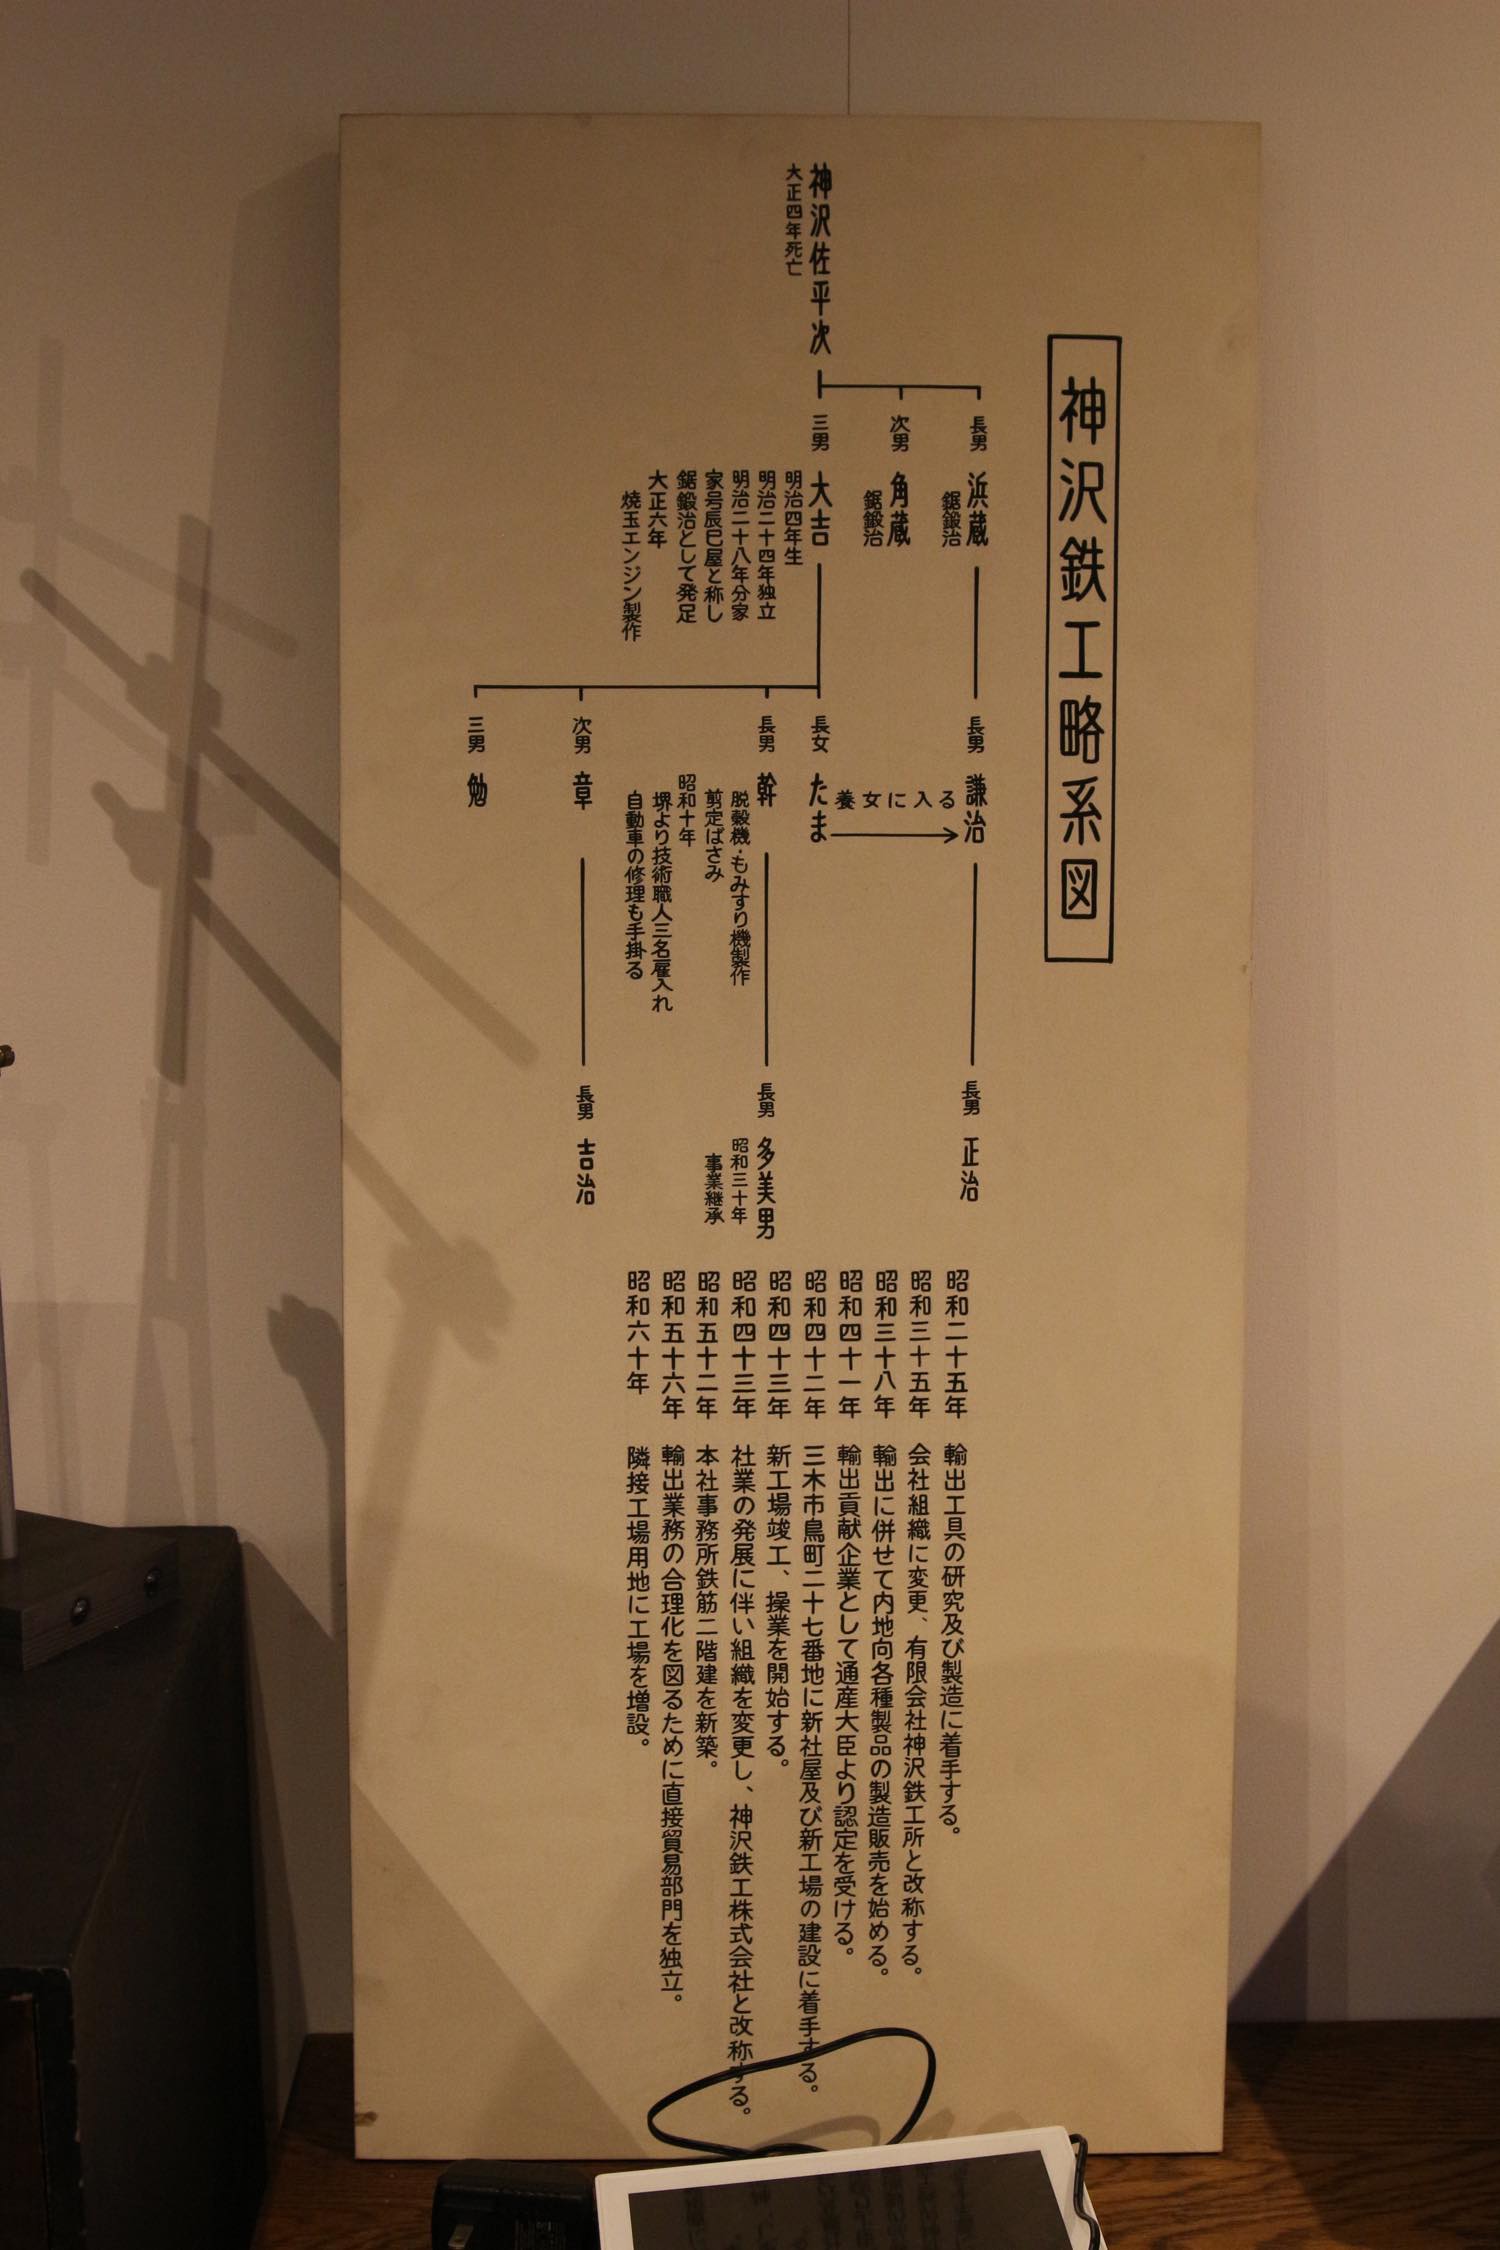 神沢鉄工略系図
神沢佐平次
大正四年死亡
長男 浜蔵
鋸鍛治
次男 角蔵
鋸鍛治
三男 大吉
明治四年生
明治二十四年独立
明治二十八年分家
家号辰巳屋と称し
鋸鍛治として発足
大正六年
焼玉エンジン製作
長男 謙治
養女に入る
長女 たま
長男 幹
脱穀機・もみすり機製作
剪定ばさみ
昭和十年
堺より技術職人三名雇入れ
自動車の修理も手掛る
次男 章
三男 勉
長男 正治
長男 多美男
昭和三十年
事業継承
長男 吉治
昭和二十五年 輸出工具の研究及び製造に着手する。
昭和三十五年 会社組織に変更、有限会社神沢鉄工所と改称する。
昭和三十八年 輸出に併せて内地向各種製品の製造販売を始める。
昭和四十一年 輸出貢献企業として通産大臣より認定を受ける。
昭和四十二年 三木市鳥町二十七番地に新社屋及び新工場の建設に着手する。
昭和四十三年 新工場竣工、操業を開始する。
昭和四十三年 社業の発展に伴い組織を変更し、神沢鉄工株式会社と改称する。
昭和五十二年 本社事務所鉄筋二階建を新築。
昭和五十六年 輸出業務の合理化を図るために直接貿易部門を独立。
昭和六十年 隣接工場用地に工場を増設。